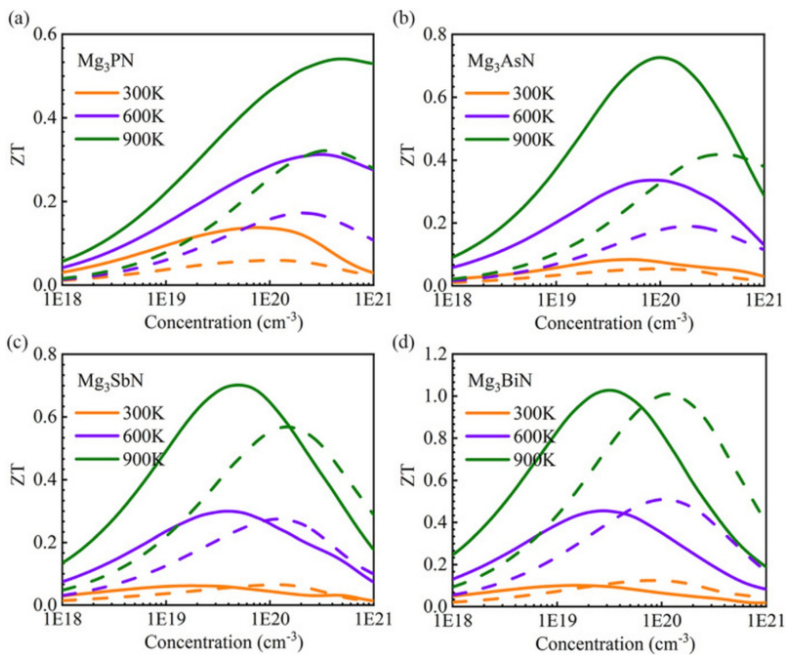 (a)
0.6
Mg₃PN
300K
600K
900K
0.4
ZT
0.2
0.0
1E18 1E19 1E20 1E21
Concentration (cm⁻³)
(b)
0.8
Mg₃AsN
300K
600K
900K
0.6
ZT
0.4
0.2
0.0
1E18 1E19 1E20 1E21
Concentration (cm⁻³)
(c)
0.8
Mg₃SbN
300K
600K
900K
0.6
ZT
0.4
0.2
0.0
1E18 1E19 1E20 1E21
Concentration (cm⁻³)
(d)
1.2
Mg₃BiN
300K
600K
900K
1.0
0.8
ZT
0.6
0.4
0.2
0.0
1E18 1E19 1E20 1E21
Concentration (cm⁻³)